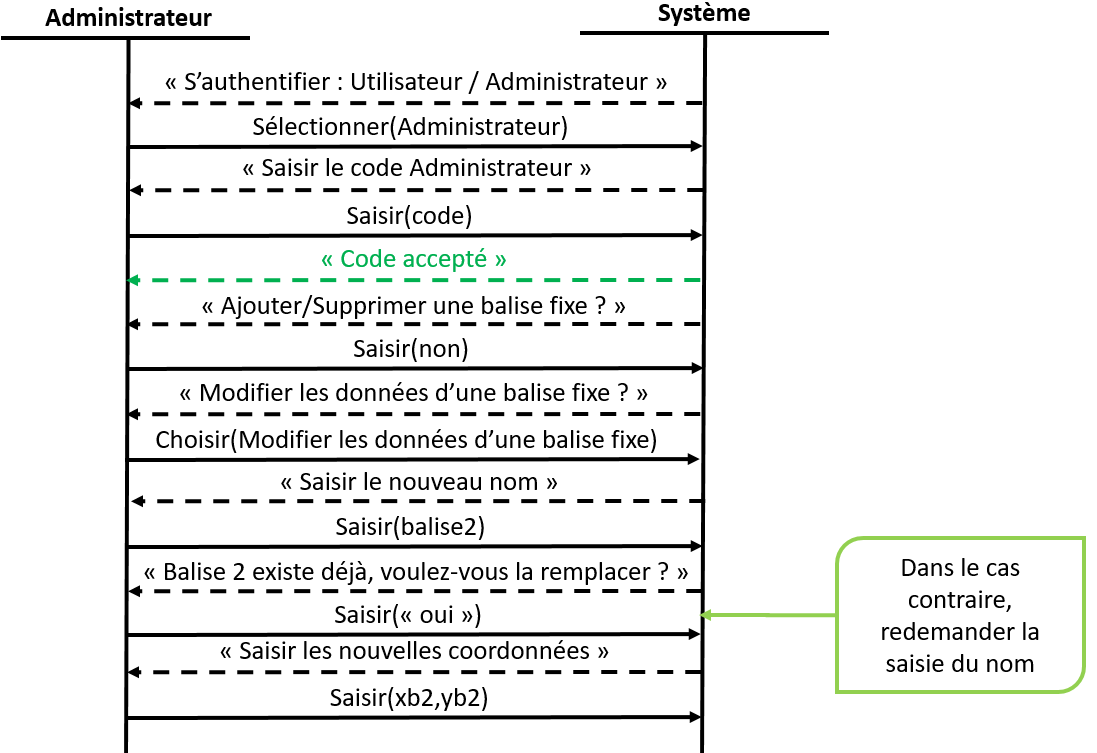 Administrateur
Système
« S’authentifier : Utilisateur / Administrateur »
Sélectionner(Administrateur)
« Saisir le code Administrateur »
Saisir(code)
« Code accepté »
« Ajouter/Supprimer une balise fixe ? »
Saisir(non)
« Modifier les données d’une balise fixe ? »
Choisir(Modifier les données d’une balise fixe)
« Saisir le nouveau nom »
Saisir(balise2)
« Balise 2 existe déjà, voulez-vous la remplacer ? »
Saisir(« oui »)
« Saisir les nouvelles coordonnées »
Saisir(xb2,yb2)
Dans le cas
contraire,
redemander la
saisie du nom